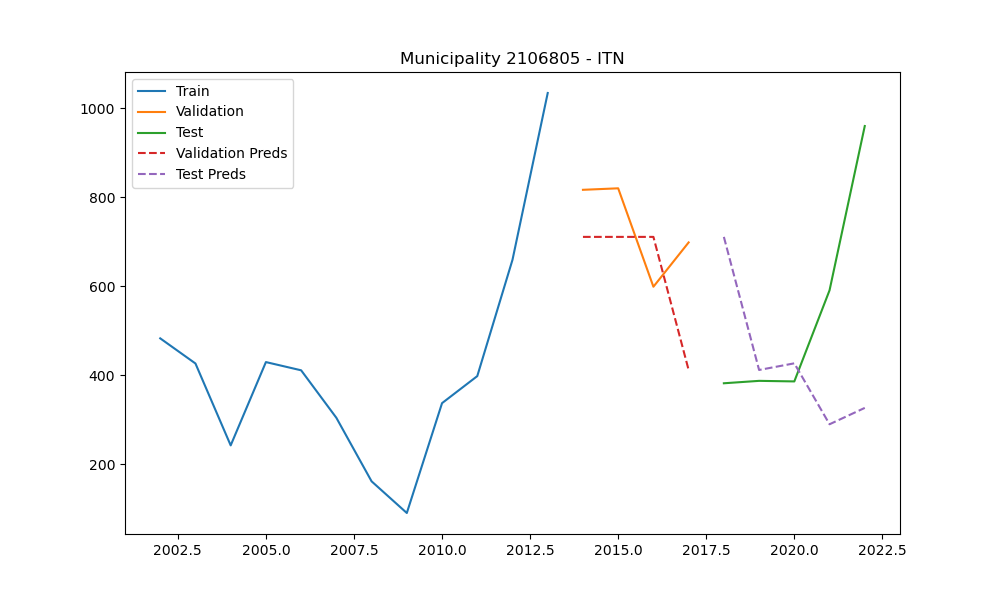 Municipality 2106805 - ITN
Train
Validation
Test
Validation Preds
Test Preds
1000
800
600
400
200
2002.5 2005.0 2007.5 2010.0 2012.5 2015.0 2017.5 2020.0 2022.5